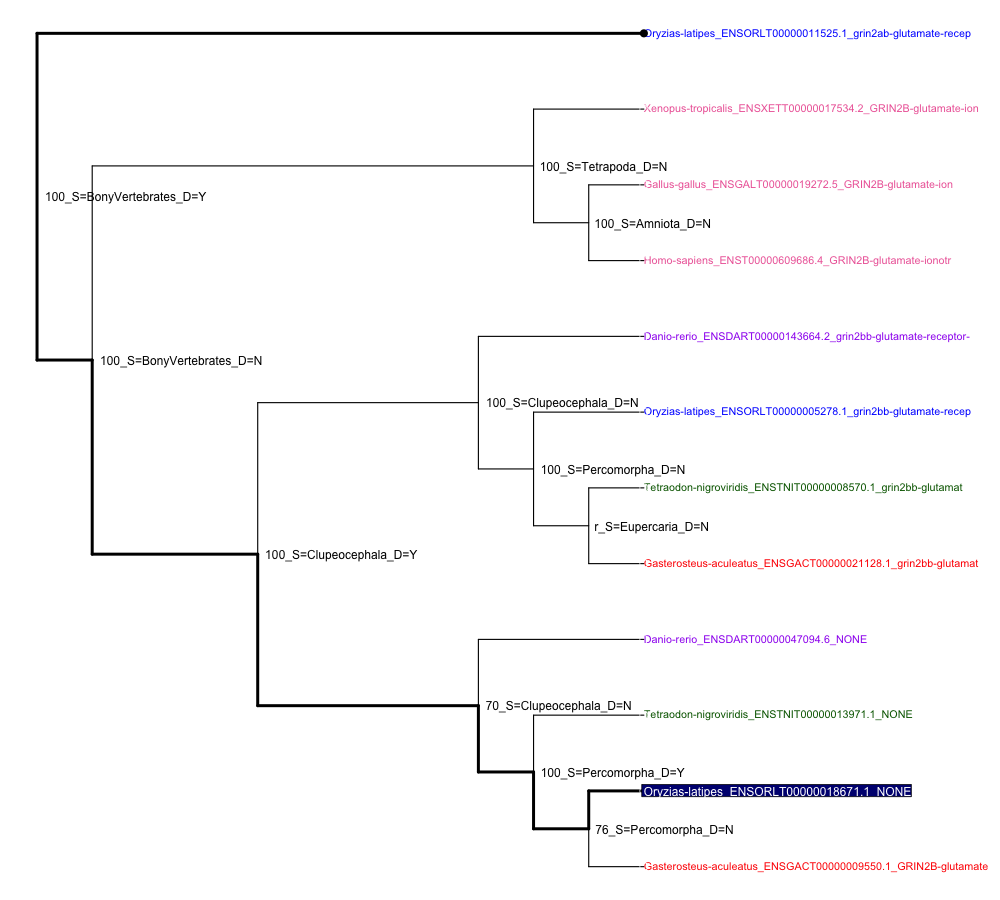 Oryzias-latipes_ENSORLT00000011525.1_grin2ab-glutamate-recep
Xenopus-tropicalis_ENSXETT00000017534.2_GRIN2B-glutamate-ion
100_S=Tetrapoda_D=N
Gallus-gallus_ENSGALT00000019272.5_GRIN2B-glutamate-ion
100_S=BonyVertebrates_D=Y
100_S=Amniota_D=N
Homo-sapiens_ENST00000609686.4_GRIN2B-glutamate-ionotr
Danio-rerio_ENSDART00000143664.2_grin2bb-glutamate-receptor-
100_S=BonyVertebrates_D=N
100_S=Clupeocephala_D=N
Oryzias-latipes_ENSORLT00000005278.1_grin2bb-glutamate-recep
100_S=Percomorpha_D=N
Tetraodon-nigroviridis_ENSTNIT00000008570.1_grin2bb-glutamat
r_S=Eupercaria_D=N
100_S=Clupeocephala_D=Y
Gasterosteus-aculeatus_ENSGACT00000021128.1_grin2bb-glutamat
Danio-rerio_ENSDART00000047094.6_NONE
70_S=Clupeocephala_D=N
Tetraodon-nigroviridis_ENSTNIT00000013971.1_NONE
100_S=Percomorpha_D=Y
Oryzias-latipes_ENSORLT00000018671.1_NONE
76_S=Percomorpha_D=N
Gasterosteus-aculeatus_ENSGACT00000009550.1_GRIN2B-glutamate